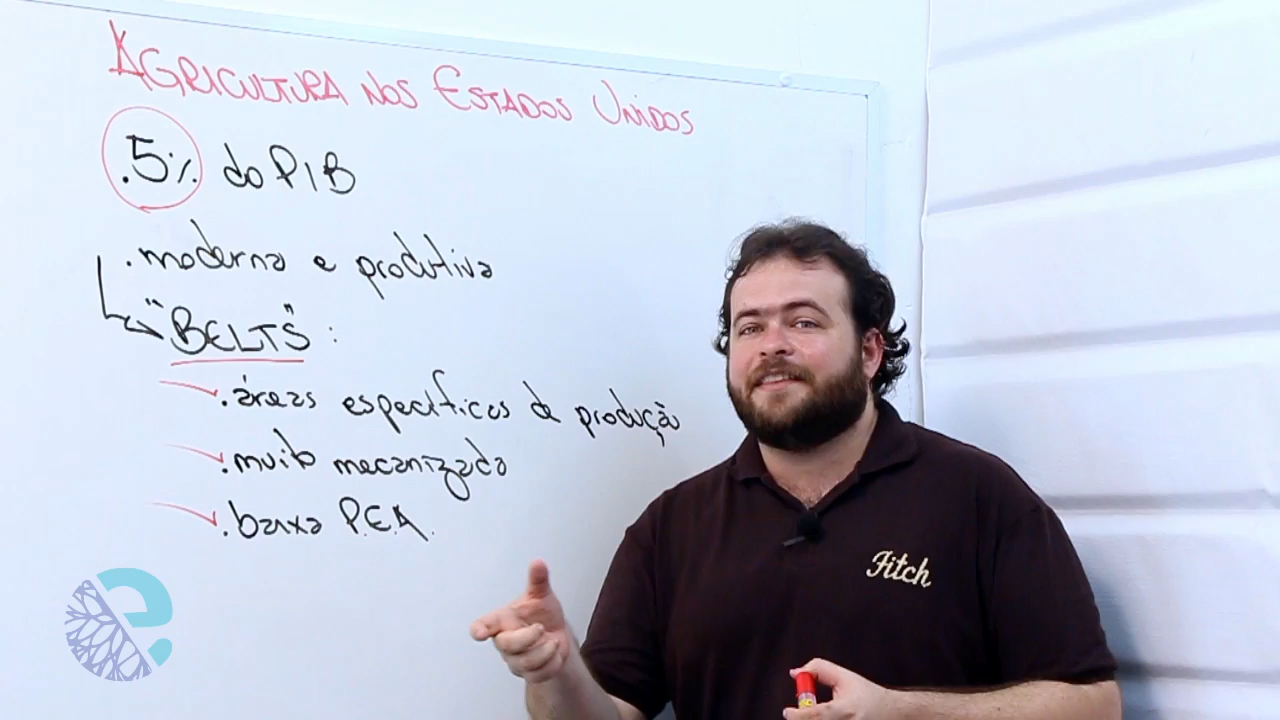 AGRICULTURA NOS ESTADOS UNIDOS
.5% do PIB
.moderna e produtiva
"BELTS":
.áreas específicas de produção
.muito mecanizada
.baixa P.E.A.
Fitch
e